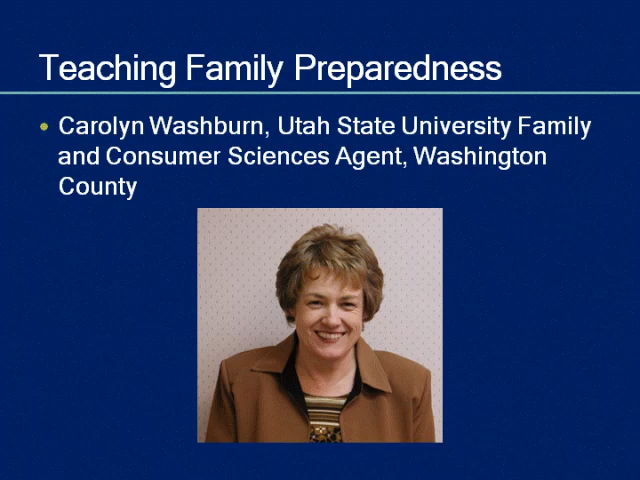 Teaching Family Preparedness
• Carolyn Washburn, Utah State University Family
and Consumer Sciences Agent, Washington
County